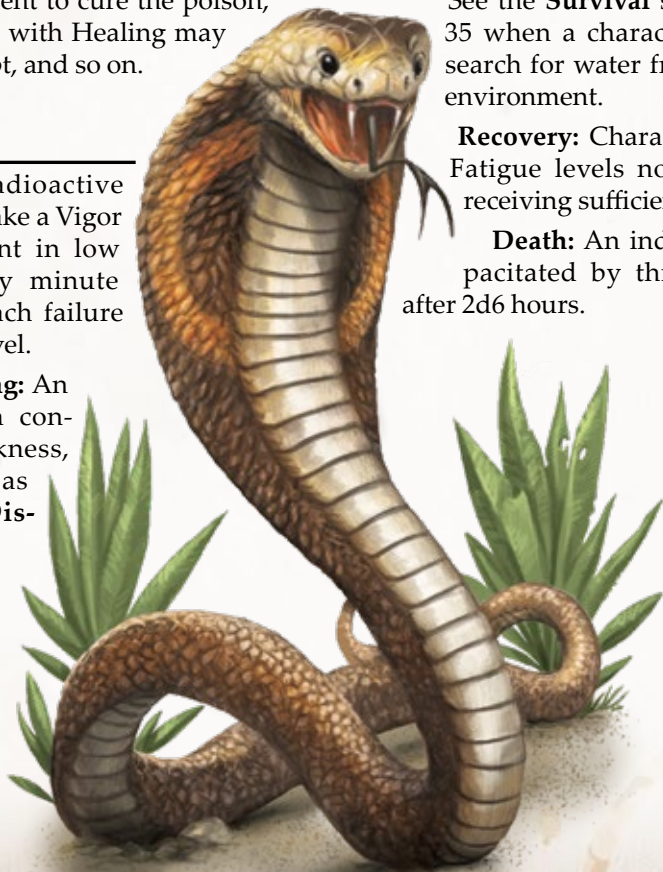 ent to cure the poison,
with Healing may
pt, and so on.
adioactive
ake a Vigor
nt in low
y minute
ach failure
vel.
ng: An
con-
kness,
as
Dis-
See the Survival s
35 when a charac
search for water fr
environment.
Recovery: Chara
Fatigue levels no
receiving sufficie
Death: An ind
pacitated by thi
after 2d6 hours.